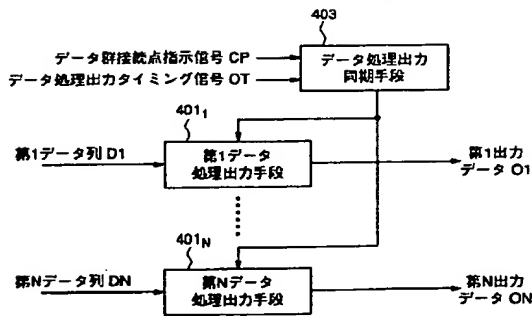 403
データ群接続点指示信号 CP
データ処理出力タイミング信号 OT
データ処理出力
同期手段
401₁
第1データ列 D1
第1データ
処理出力手段
第1出力
データ O1
401N
第Nデータ列 DN
第Nデータ
処理出力手段
第N出力
データ ON